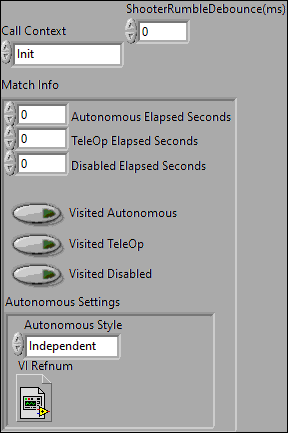 ShooterRumbleDebounce(ms)
Call Context
0
Init
Match Info
0 Autonomous Elapsed Seconds
0 TeleOp Elapsed Seconds
0 Disabled Elapsed Seconds
Visited Autonomous
Visited TeleOp
Visited Disabled
Autonomous Settings
Autonomous Style
Independent
VI Refnum